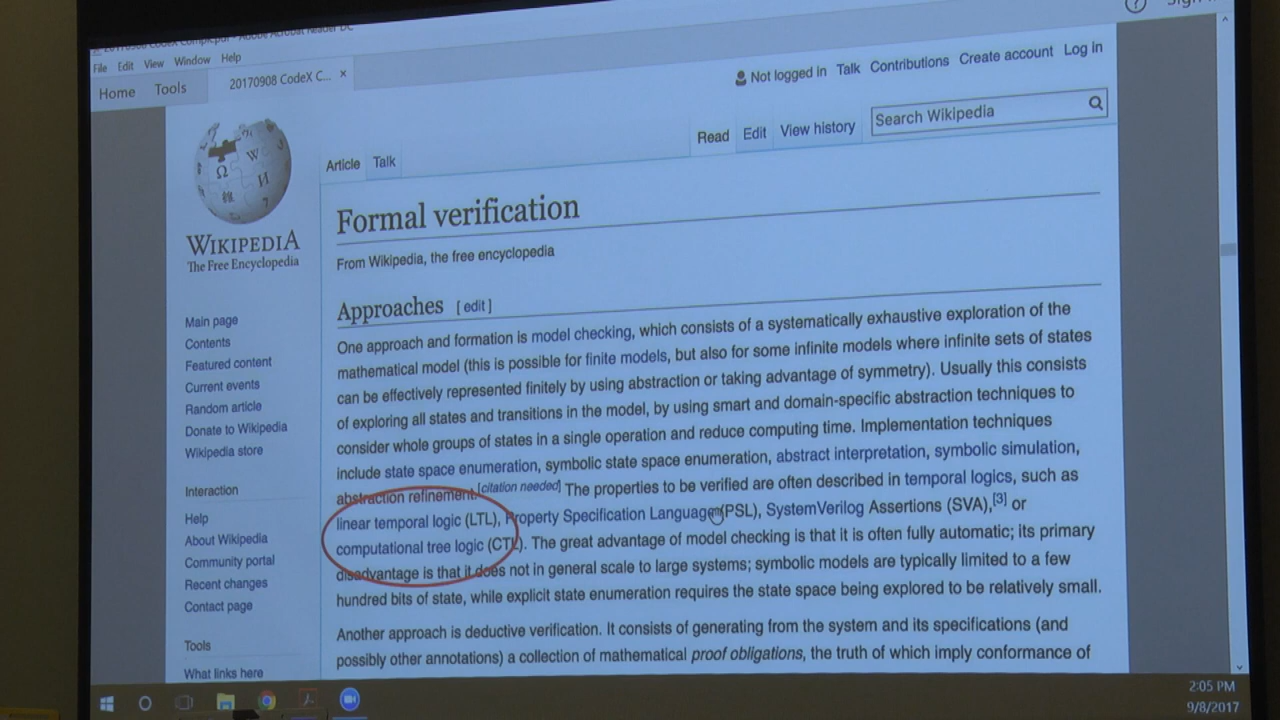 File Edit View Window Help
Home Tools 20170908 CodeX C... ×
Not logged in Talk Contributions Create account Log in
Article Talk
Read Edit View history
Search Wikipedia
WIKIPEDIA
The Free Encyclopedia
Main page
Contents
Featured content
Current events
Random article
Donate to Wikipedia
Wikipedia store
Interaction
Help
About Wikipedia
Community portal
Recent changes
Contact page
Tools
What links here
Formal verification
From Wikipedia, the free encyclopedia
Approaches [ edit ]
One approach and formation is model checking, which consists of a systematically exhaustive exploration of the
mathematical model (this is possible for finite models, but also for some infinite models where infinite sets of states
can be effectively represented finitely by using abstraction or taking advantage of symmetry). Usually this consists
of exploring all states and transitions in the model, by using smart and domain-specific abstraction techniques to
consider whole groups of states in a single operation and reduce computing time. Implementation techniques
include state space enumeration, symbolic state space enumeration, abstract interpretation, symbolic simulation,
abstraction refinement.[citation needed] The properties to be verified are often described in temporal logics, such as
linear temporal logic (LTL), Property Specification Language (PSL), SystemVerilog Assertions (SVA),[3] or
computational tree logic (CTL). The great advantage of model checking is that it is often fully automatic; its primary
disadvantage is that it does not in general scale to large systems; symbolic models are typically limited to a few
hundred bits of state, while explicit state enumeration requires the state space being explored to be relatively small.
Another approach is deductive verification. It consists of generating from the system and its specifications (and
possibly other annotations) a collection of mathematical proof obligations, the truth of which imply conformance of
2:05 PM
9/8/2017